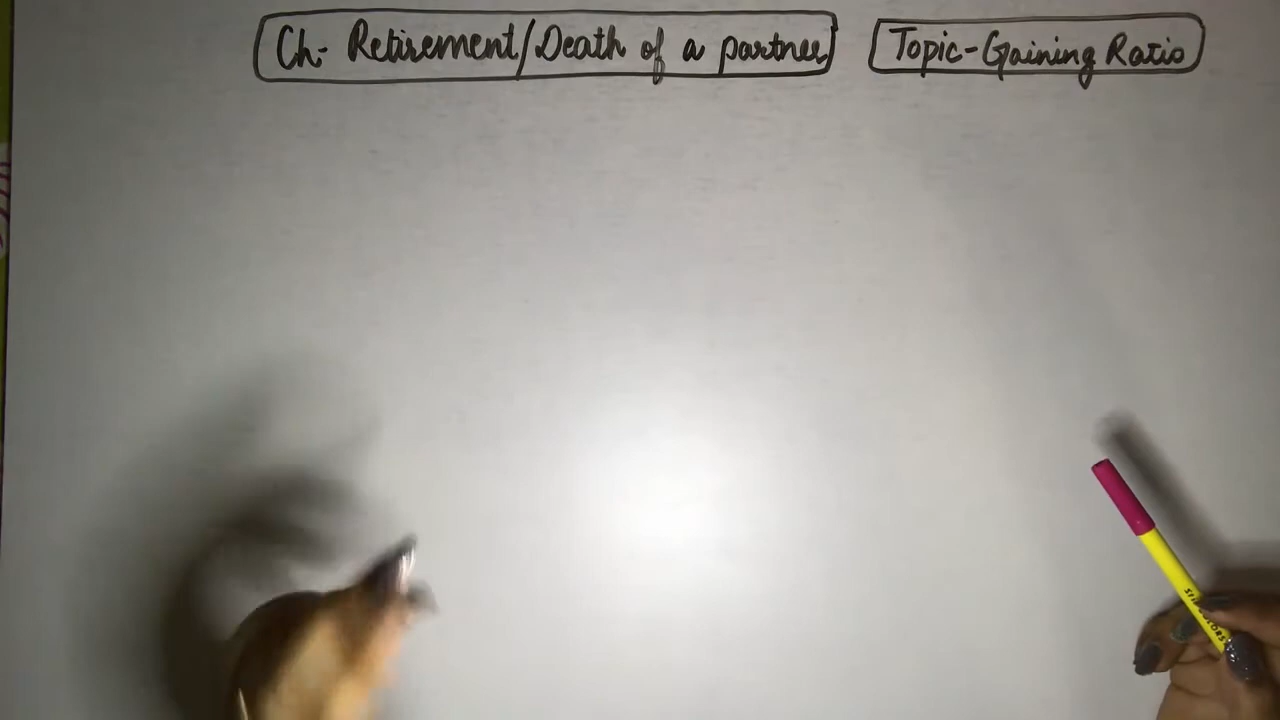 Ch- Retirement/Death of a partner
Topic-Gaining Ratio